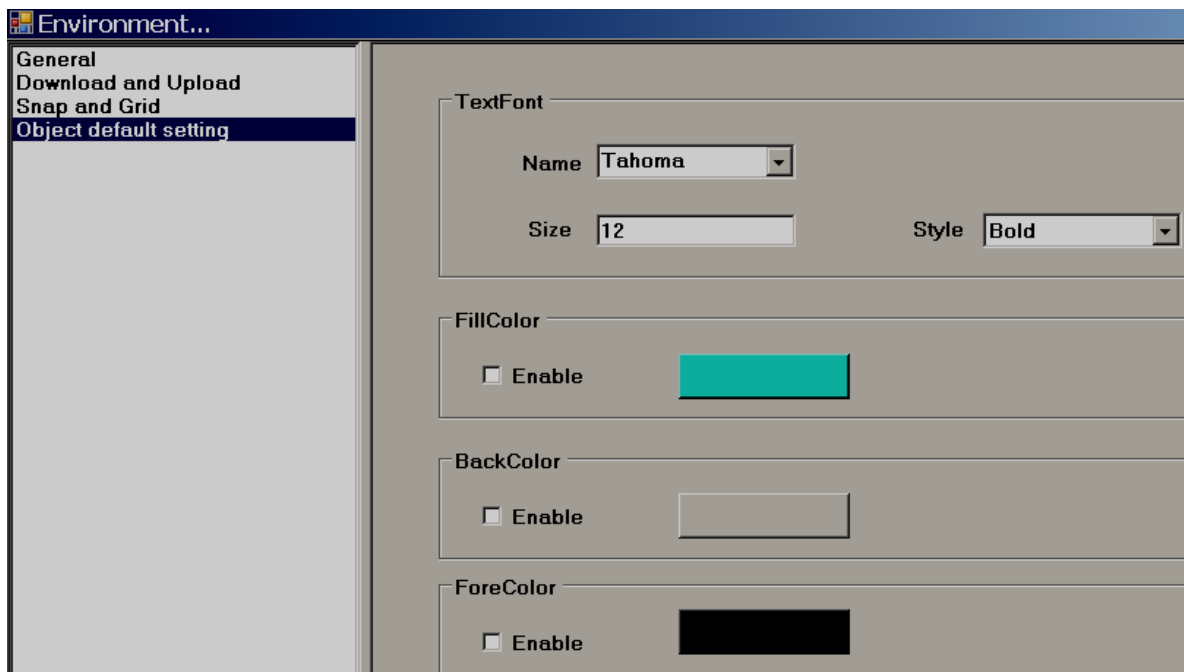 Environment...
General
Download and Upload
Snap and Grid
Object default setting
TextFont
Name Tahoma
Size 12 Style Bold
FillColor
Enable
BackColor
Enable
ForeColor
Enable